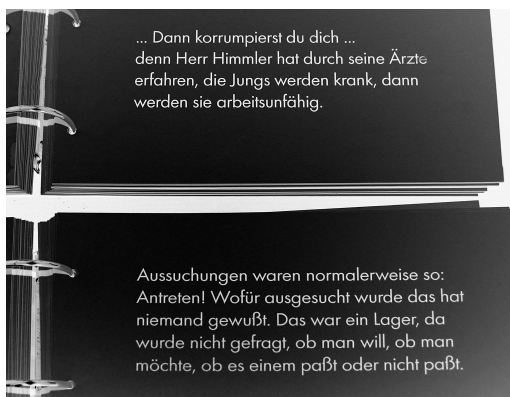 ... Dann korrumpierst du dich ...
denn Herr Himmler hat durch seine Ärzte
erfahren, die Jungs werden krank, dann
werden sie arbeitsunfähig.
Aussuchungen waren normalerweise so:
Antreten! Wofür ausgesucht wurde das hat
niemand gewußt. Das war ein Lager, da
wurde nicht gefragt, ob man will, ob man
möchte, ob es einem paßt oder nicht paßt.